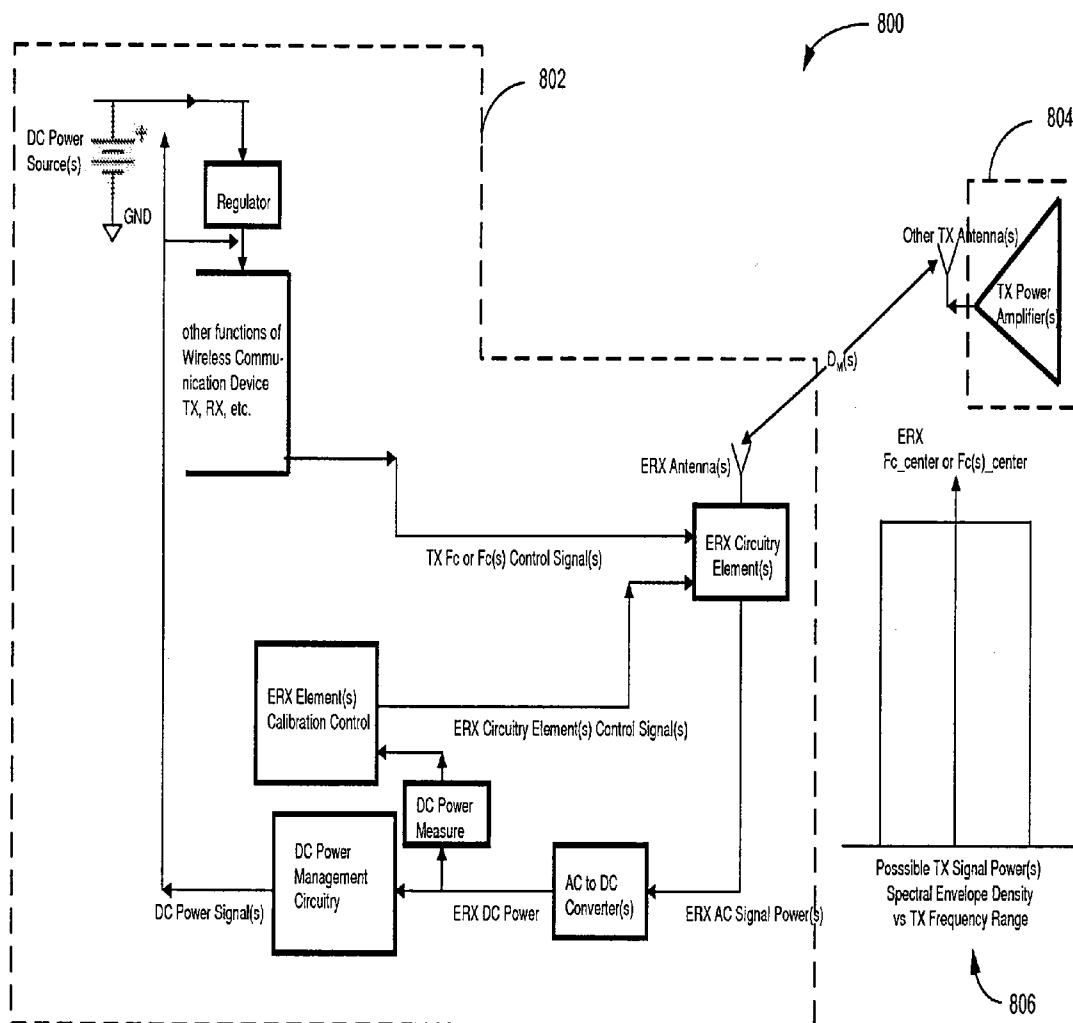 800
802
804
DC Power
Source(s)
+
GND
Regulator
other functions of
Wireless Commu-
nication Device
TX, RX, etc.
Other TX Antenna(s)
TX Power
Amplifier(s)
DM(s)
ERX Antenna(s)
ERX Circuitry
Element(s)
TX Fc or Fc(s) Control Signal(s)
ERX
Fc_center or Fc(s)_center
ERX Element(s)
Calibration Control
ERX Circuitry Element(s) Control Signal(s)
DC Power
Measure
DC Power
Management
Circuitry
AC to DC
Converter(s)
DC Power Signal(s)
ERX DC Power
ERX AC Signal Power(s)
Posssible TX Signal Power(s)
Spectral Envelope Density
vs TX Frequency Range
806